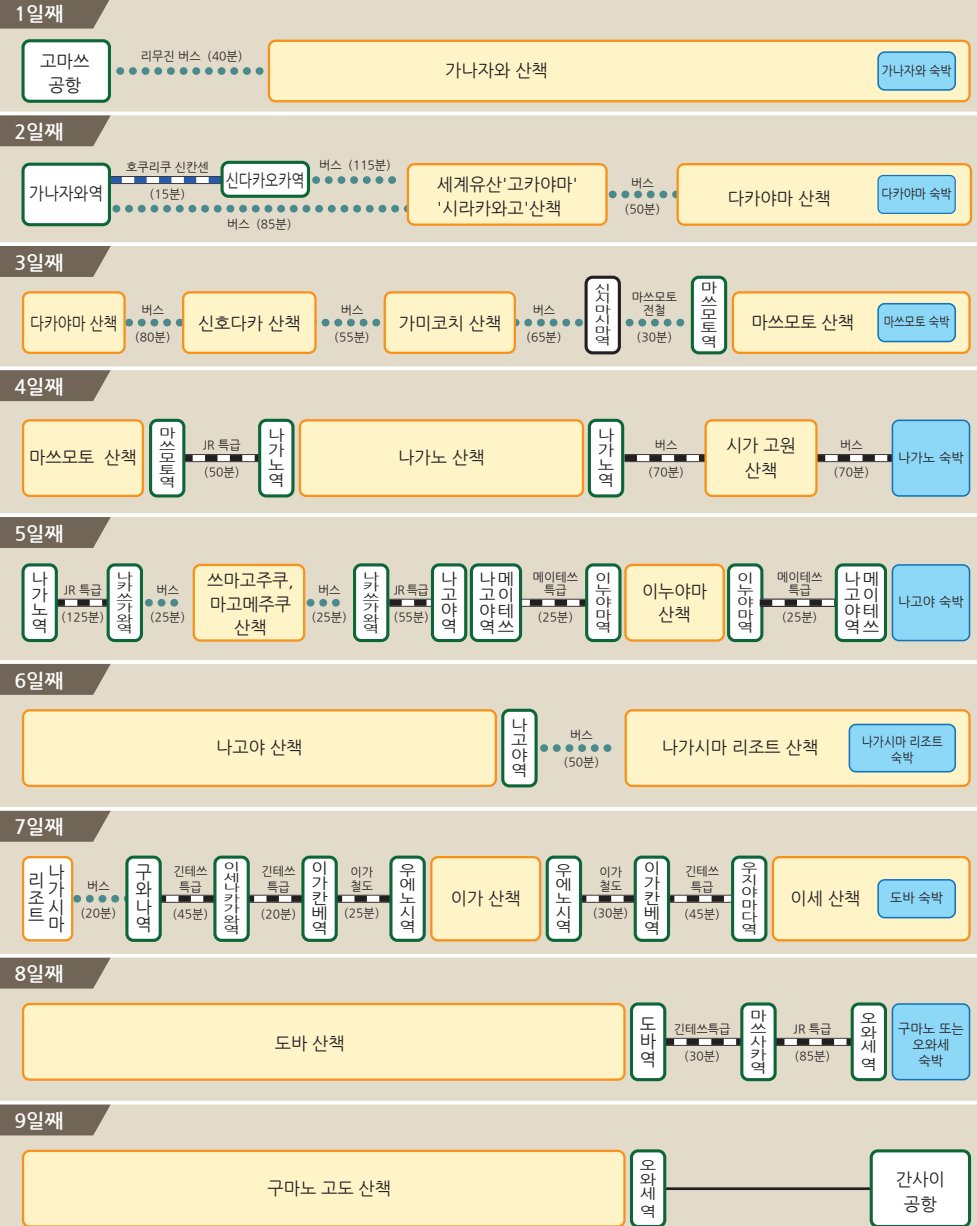 1일째
고마쓰
공항
리무진 버스 (40분)
가나자와 산책
가나자와 숙박
2일째
가나자와역
호쿠리쿠 신칸센
(15분)
신다카오카역
버스 (115분)
버스 (85분)
세계유산'고카야마'
'시라카와고'산책
버스
(50분)
다카야마 산책
다카야마 숙박
3일째
다카야마 산책
버스
(80분)
신호다카 산책
버스
(55분)
가미코치 산책
버스
(65분)
신시마시마역
마쓰모토
전철
(30분)
마쓰모토역
마쓰모토 산책
마쓰모토 숙박
4일째
마쓰모토 산책
마쓰모토역
JR 특급
(50분)
나가노역
나가노 산책
나가노역
버스
(70분)
시가 고원
산책
버스
(70분)
나가노 숙박
5일째
나가노역
JR 특급
(125분)
나카쓰가와역
버스
(25분)
쓰마고주쿠,
마고메주쿠
산책
버스
(25분)
나카쓰가와역
JR특급
(55분)
나고야역
메이테쓰
나고야역
메이테쓰
특급
(25분)
이누야마역
이누야마
산책
이누야마역
메이테쓰
특급
(25분)
메이테쓰
나고야역
나고야 숙박
6일째
나고야 산책
나고야역
버스
(50분)
나가시마 리조트 산책
나가시마 리조트
숙박
7일째
나가시마
리조트
버스
(20분)
구와나역
긴테쓰
특급
(45분)
이세나카가와역
긴테쓰
특급
(20분)
이가칸베역
이가
철도
(25분)
우에노시역
이가 산책
우에노시역
이가
철도
(30분)
이가칸베역
긴테쓰
특급
(45분)
우지야마다역
이세 산책
도바 숙박
8일째
도바 산책
도바역
긴테쓰특급
(30분)
마쓰사카역
JR 특급
(85분)
오와세역
구마노 또는
오와세
숙박
9일째
구마노 고도 산책
오와세역
간사이
공항